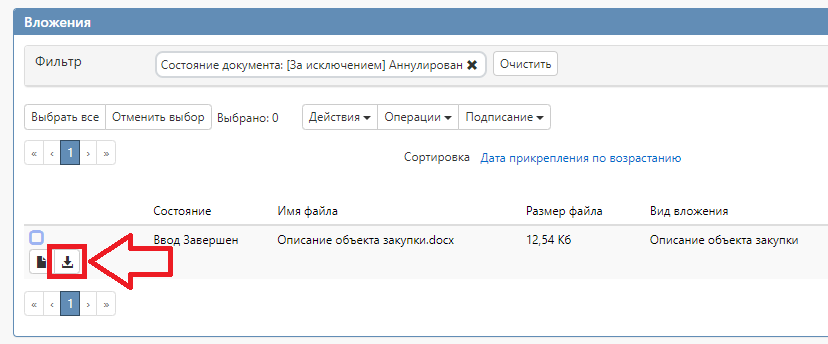 Вложения
Фильтр
Состояние документа: [За исключением] Аннулирован ✖
Очистить
Выбрать все Отменить выбор Выбрано: 0 Действия Операции Подписание
« ‹ 1 › »
Сортировка Дата прикрепления по возрастанию
Состояние Имя файла Размер файла Вид вложения
Ввод Завершен Описание объекта закупки.docx 12,54 Кб Описание объекта закупки
« ‹ 1 › »